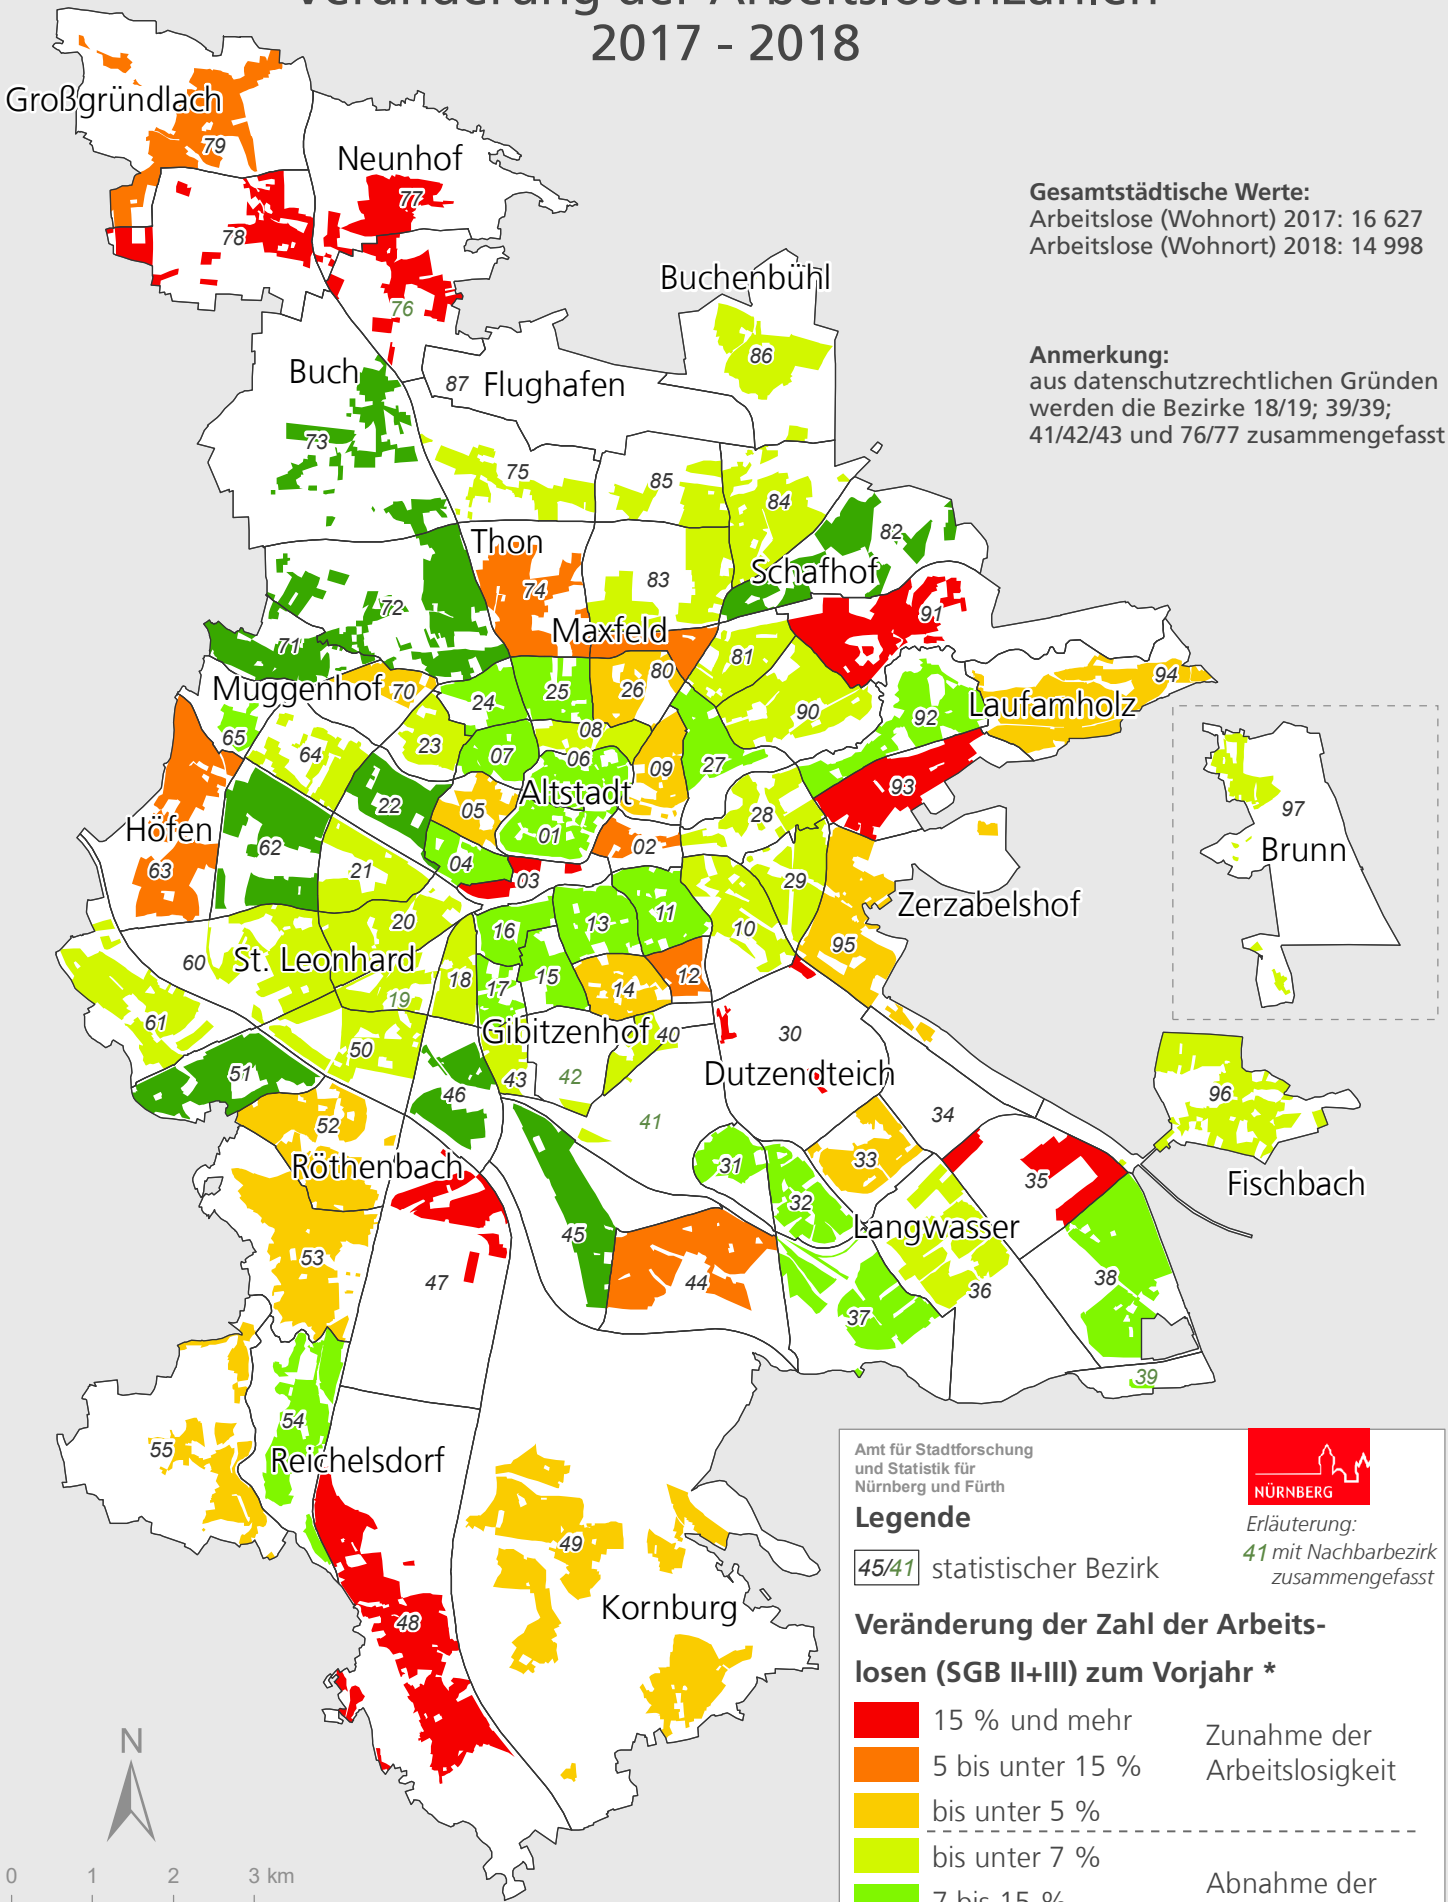 Veränderung der Arbeitslosenzahlen
2017 - 2018
Großgründlach
79
Neunhof
77
78
76
Gesamtstädtische Werte:
Arbeitslose (Wohnort) 2017: 16 627
Arbeitslose (Wohnort) 2018: 14 998
Anmerkung:
aus datenschutzrechtlichen Gründen
werden die Bezirke 18/19; 39/39;
41/42/43 und 76/77 zusammengefasst
Buchenbühl
86
Buch
87 Flughafen
73
75
85
84
82
Thon
74
83
Schafhof
72
91
Maxfeld
71
81
80
94
Muggenhof
70
24
25
26
Laufamholz
92
90
65
64
23
08
07
06
09
27
93
Altstadt
22
05
28
97
Höfen
62
01
02
Brunn
63
21
04
03
29
Zerzabelshof
20
16
13
11
10
95
60
St. Leonhard
18
17
15
14
12
19
61
50
Gibitzenhof
40
30
51
43
42
Dutzendteich
46
41
34
96
52
Röthenbach
31
33
35
Fischbach
32
Langwasser
53
45
47
44
36
38
37
39
54
55
Reichelsdorf
49
48
Kornburg
Amt für Stadtforschung
und Statistik für
Nürnberg und Fürth
NÜRNBERG
Legende
45/41 statistischer Bezirk
Erläuterung:
41 mit Nachbarbezirk
zusammengefasst
Veränderung der Zahl der Arbeits-
losen (SGB II+III) zum Vorjahr *
15 % und mehr
5 bis unter 15 %
bis unter 5 %
Zunahme der
Arbeitslosigkeit
bis unter 7 %
7 bis 15 %
Abnahme der
N
0 1 2 3 km